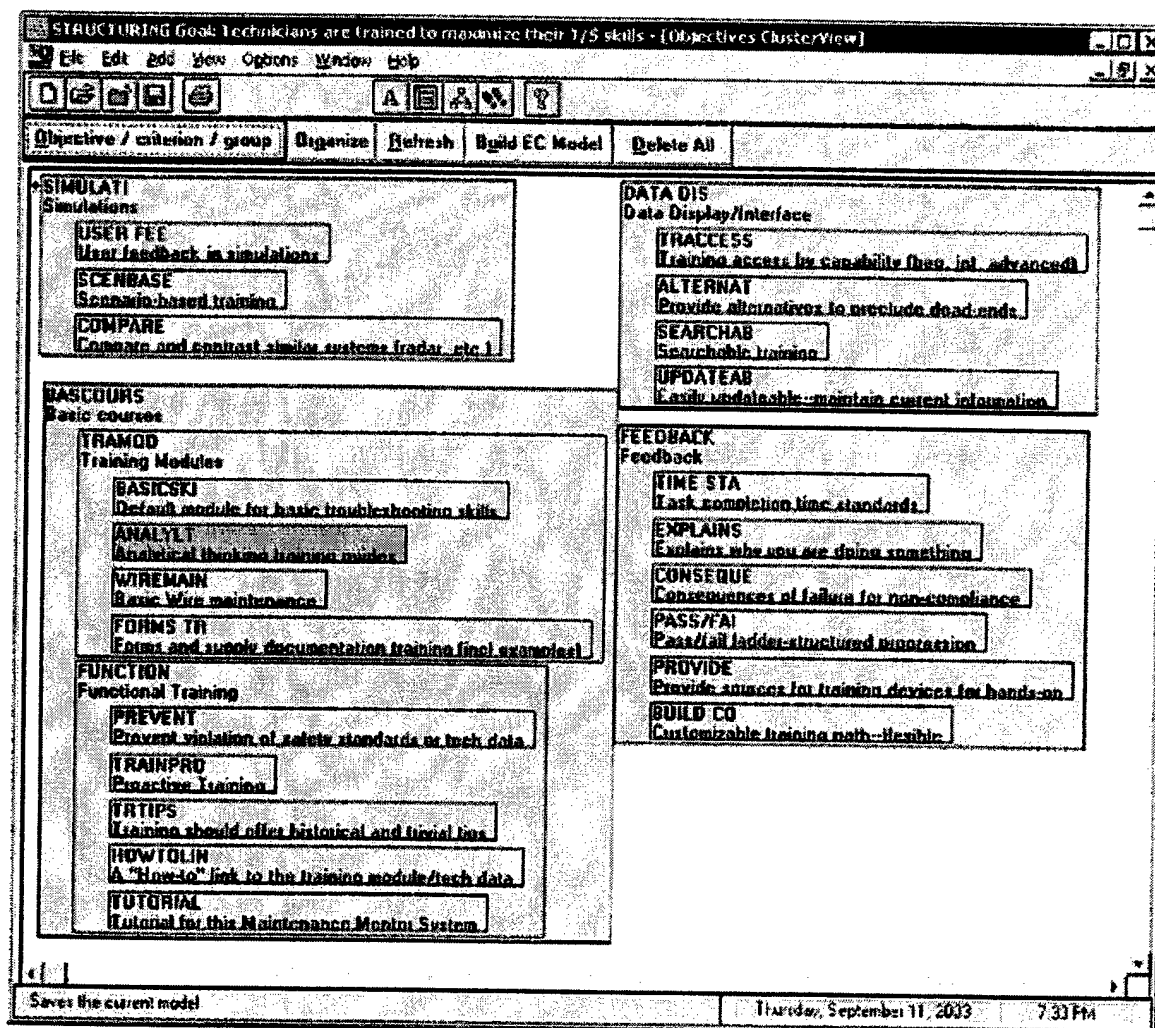 STRUCTURING Goal: Technicians are trained to maximize their T/S skills - [Objectives ClusterView]
File Edit Add View Options Window Help
Objective / criterion / group Organize Refresh Build EC Model Delete All
SIMULATI
Simulations
USER FEE
User feedback in simulations
SCENBASE
Scenario-based training
COMPARE
Compare and contrast similar systems (radar, etc.)
BASCOURS
Basic courses
TRAMOD
Training Modules
BASICSKI
Default module for basic troubleshooting skills
ANALYLT
Analytical thinking training
WIREMAIN
Basic Wire maintenance
FORMS TR
Forms and supply documentation training (incl examples)
FUNCTION
Functional Training
PREVENT
Prevent violation of safety standards or tech data
TRAINPRO
Proactive Training
TRTIPS
Training should offer historical and trivial tips
HOWTOLIN
A "How-to" link to the training module/tech data
TUTORIAL
Tutorial for this Maintenance Mentor System
DATA DIS
Data Display/Interface
TRACCESS
Training access by capability (beg, int, advanced)
ALTERNAT
Provide alternatives to preclude dead-ends
SEARCHAB
Searchable training
UPDATEAB
Easily updateable--maintain current information
FEEDBACK
Feedback
TIME STA
Task completion time standards
EXPLAINS
Explains why you are doing something
CONSEQUE
Consequences of failure for non-compliance
PASS/FAI
Pass/fail ladder-structured progression
PROVIDE
Provide sources for training devices for hands-on
BUILD CO
Customizable training path--flexible
Saves the current model
Thursday, September 11, 2003 7:33 PM